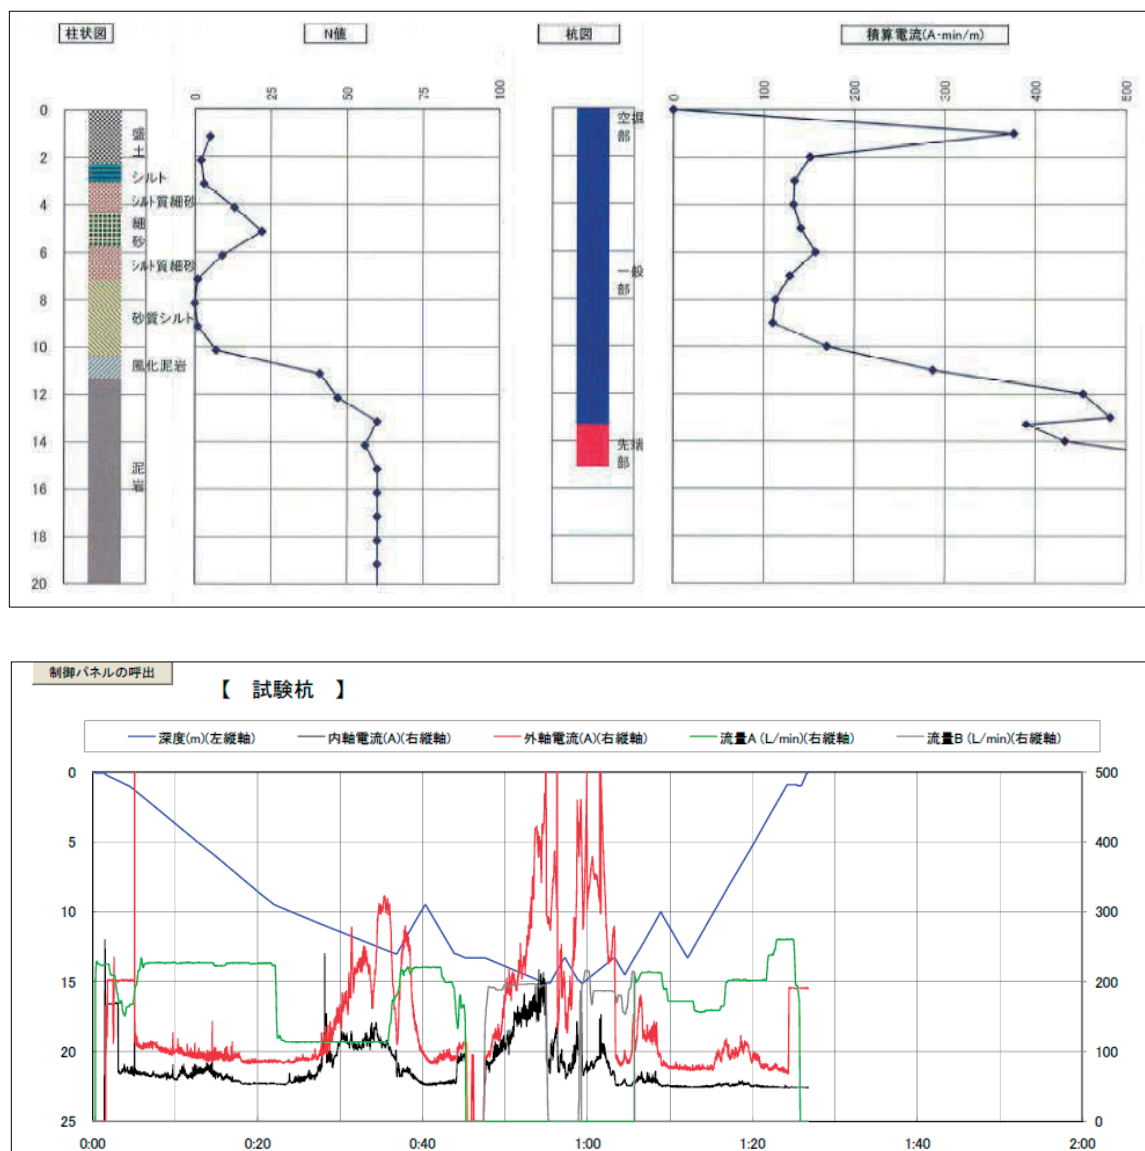 柱状図 N値 杭図 積算電流(A・min/m)
0 25 50 75 100
0 100 200 300 400 500
0
2
4
6
8
10
12
14
16
18
20
盛土
シルト
シルト質細砂
細砂
シルト質細砂
砂質シルト
風化泥岩
泥岩
空掘部
一般部
先端部
制御パネルの呼出
【 試験杭 】
深度(m)(左縦軸) 内軸電流(A)(右縦軸) 外軸電流(A)(右縦軸) 流量A (L/min)(右縦軸) 流量B (L/min)(右縦軸)
0 500
5 400
10 300
15 200
20 100
25 0
0:00 0:20 0:40 1:00 1:20 1:40 2:00